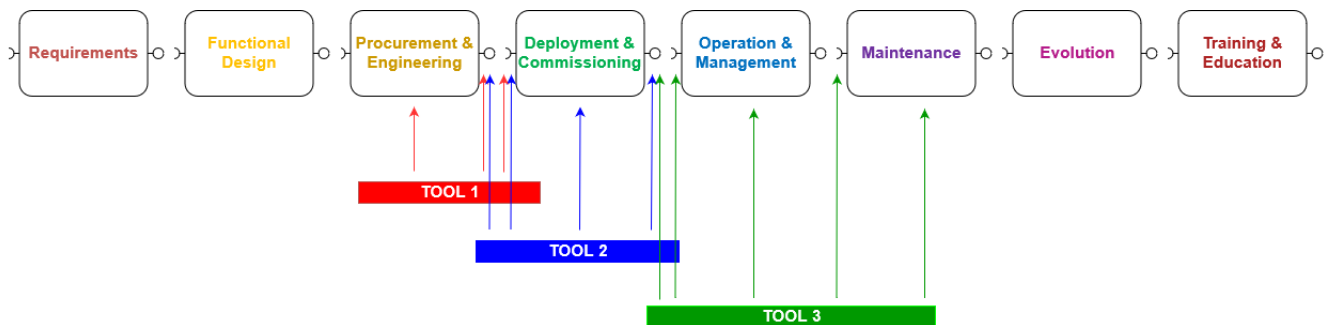 Requirements
Functional
Design
Procurement &
Engineering
Deployment &
Commissioning
Operation &
Management
Maintenance
Evolution
Training &
Education
TOOL 1
TOOL 2
TOOL 3